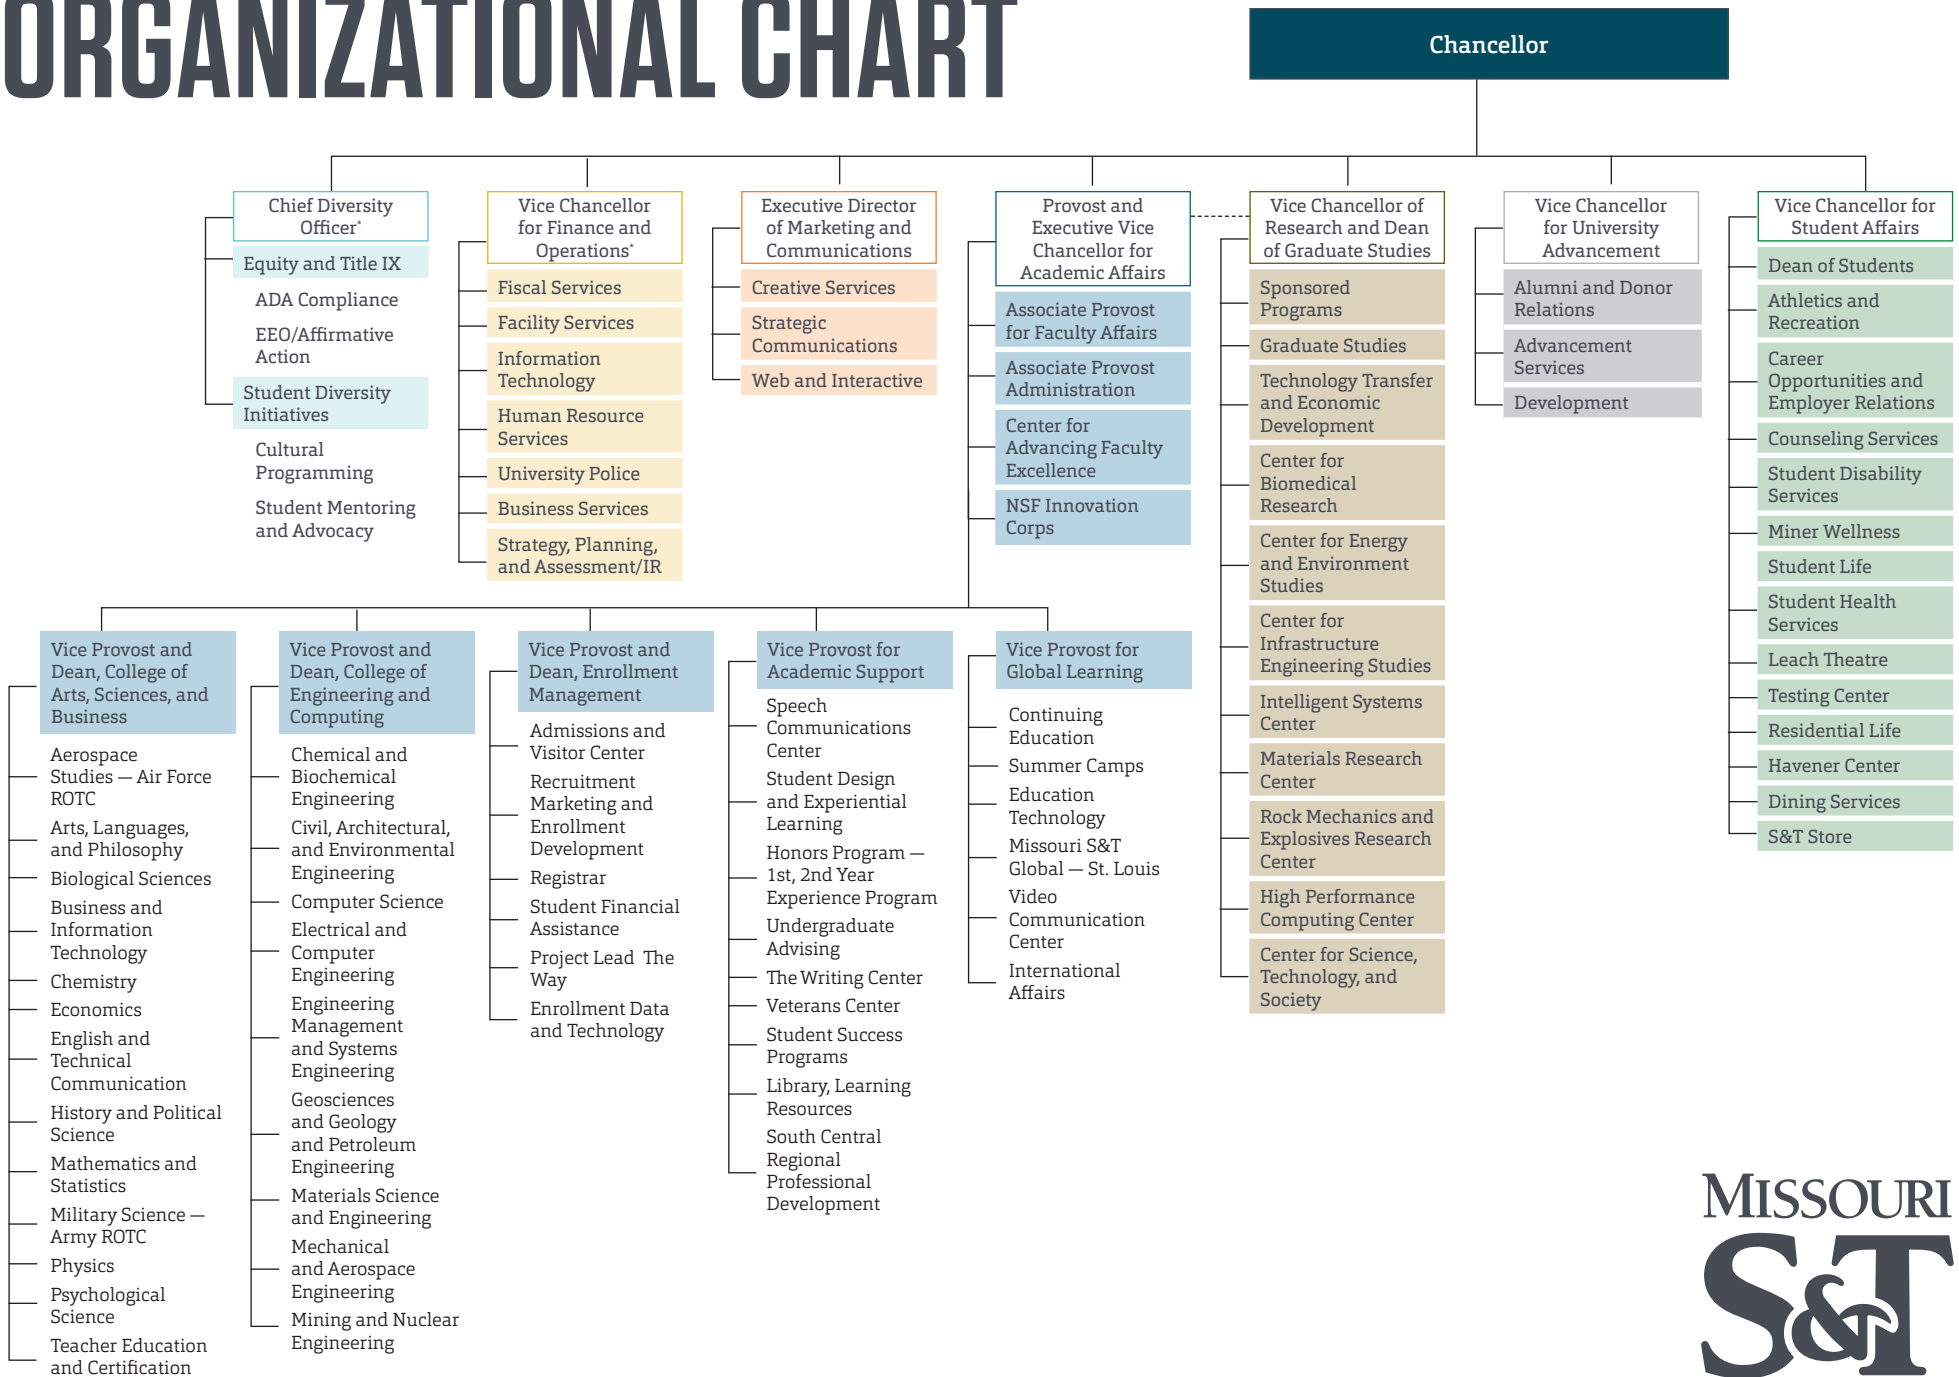 ORGANIZATIONAL CHART
Chancellor
Chief Diversity
Officer*
Equity and Title IX
ADA Compliance
EEO/Affirmative
Action
Student Diversity
Initiatives
Cultural
Programming
Student Mentoring
and Advocacy
Vice Chancellor
for Finance and
Operations*
Fiscal Services
Facility Services
Information
Technology
Human Resource
Services
University Police
Business Services
Strategy, Planning,
and Assessment/IR
Executive Director
of Marketing and
Communications
Creative Services
Strategic
Communications
Web and Interactive
Provost and
Executive Vice
Chancellor for
Academic Affairs
Associate Provost
for Faculty Affairs
Associate Provost
Administration
Center for
Advancing Faculty
Excellence
NSF Innovation
Corps
Vice Chancellor of
Research and Dean
of Graduate Studies
Sponsored
Programs
Graduate Studies
Technology Transfer
and Economic
Development
Center for
Biomedical
Research
Center for Energy
and Environment
Studies
Center for
Infrastructure
Engineering Studies
Intelligent Systems
Center
Materials Research
Center
Rock Mechanics and
Explosives Research
Center
High Performance
Computing Center
Center for Science,
Technology, and
Society
Vice Chancellor
for University
Advancement
Alumni and Donor
Relations
Advancement
Services
Development
Vice Chancellor for
Student Affairs
Dean of Students
Athletics and
Recreation
Career
Opportunities and
Employer Relations
Counseling Services
Student Disability
Services
Miner Wellness
Student Life
Student Health
Services
Leach Theatre
Testing Center
Residential Life
Havener Center
Dining Services
S&T Store
Vice Provost and
Dean, College of
Arts, Sciences, and
Business
Aerospace
Studies — Air Force
ROTC
Arts, Languages,
and Philosophy
Biological Sciences
Business and
Information
Technology
Chemistry
Economics
English and
Technical
Communication
History and Political
Science
Mathematics and
Statistics
Military Science —
Army ROTC
Physics
Psychological
Science
Teacher Education
and Certification
Vice Provost and
Dean, College of
Engineering and
Computing
Chemical and
Biochemical
Engineering
Civil, Architectural,
and Environmental
Engineering
Computer Science
Electrical and
Computer
Engineering
Engineering
Management
and Systems
Engineering
Geosciences
and Geology
and Petroleum
Engineering
Materials Science
and Engineering
Mechanical
and Aerospace
Engineering
Mining and Nuclear
Engineering
Vice Provost and
Dean, Enrollment
Management
Admissions and
Visitor Center
Recruitment
Marketing and
Enrollment
Development
Registrar
Student Financial
Assistance
Project Lead The
Way
Enrollment Data
and Technology
Vice Provost for
Academic Support
Speech
Communications
Center
Student Design
and Experiential
Learning
Honors Program —
1st, 2nd Year
Experience Program
Undergraduate
Advising
The Writing Center
Veterans Center
Student Success
Programs
Library, Learning
Resources
South Central
Regional
Professional
Development
Vice Provost for
Global Learning
Continuing
Education
Summer Camps
Education
Technology
Missouri S&T
Global — St. Louis
Video
Communication
Center
International
Affairs
MISSOURI
S&T